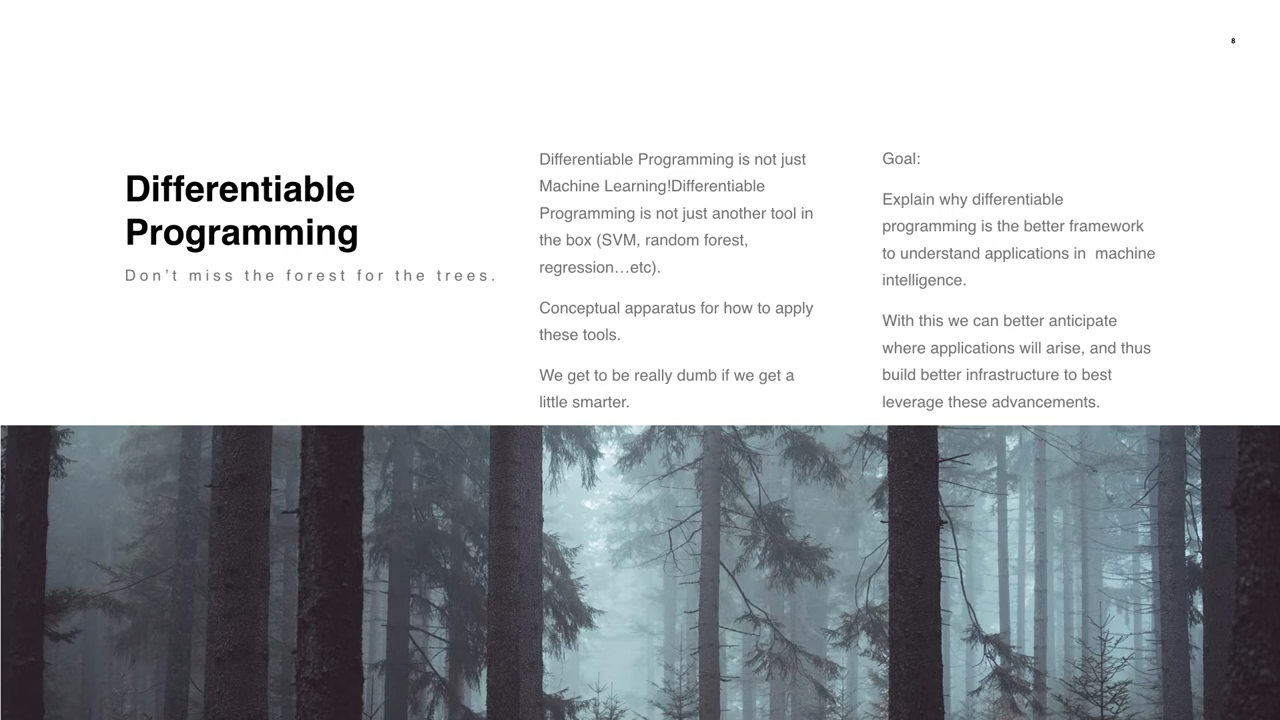 8
Differentiable
Programming
Don't miss the forest for the trees.
Differentiable Programming is not just
Machine Learning!Differentiable
Programming is not just another tool in
the box (SVM, random forest,
regression…etc).
Conceptual apparatus for how to apply
these tools.
We get to be really dumb if we get a
little smarter.
Goal:
Explain why differentiable
programming is the better framework
to understand applications in  machine
intelligence.
With this we can better anticipate
where applications will arise, and thus
build better infrastructure to best
leverage these advancements.